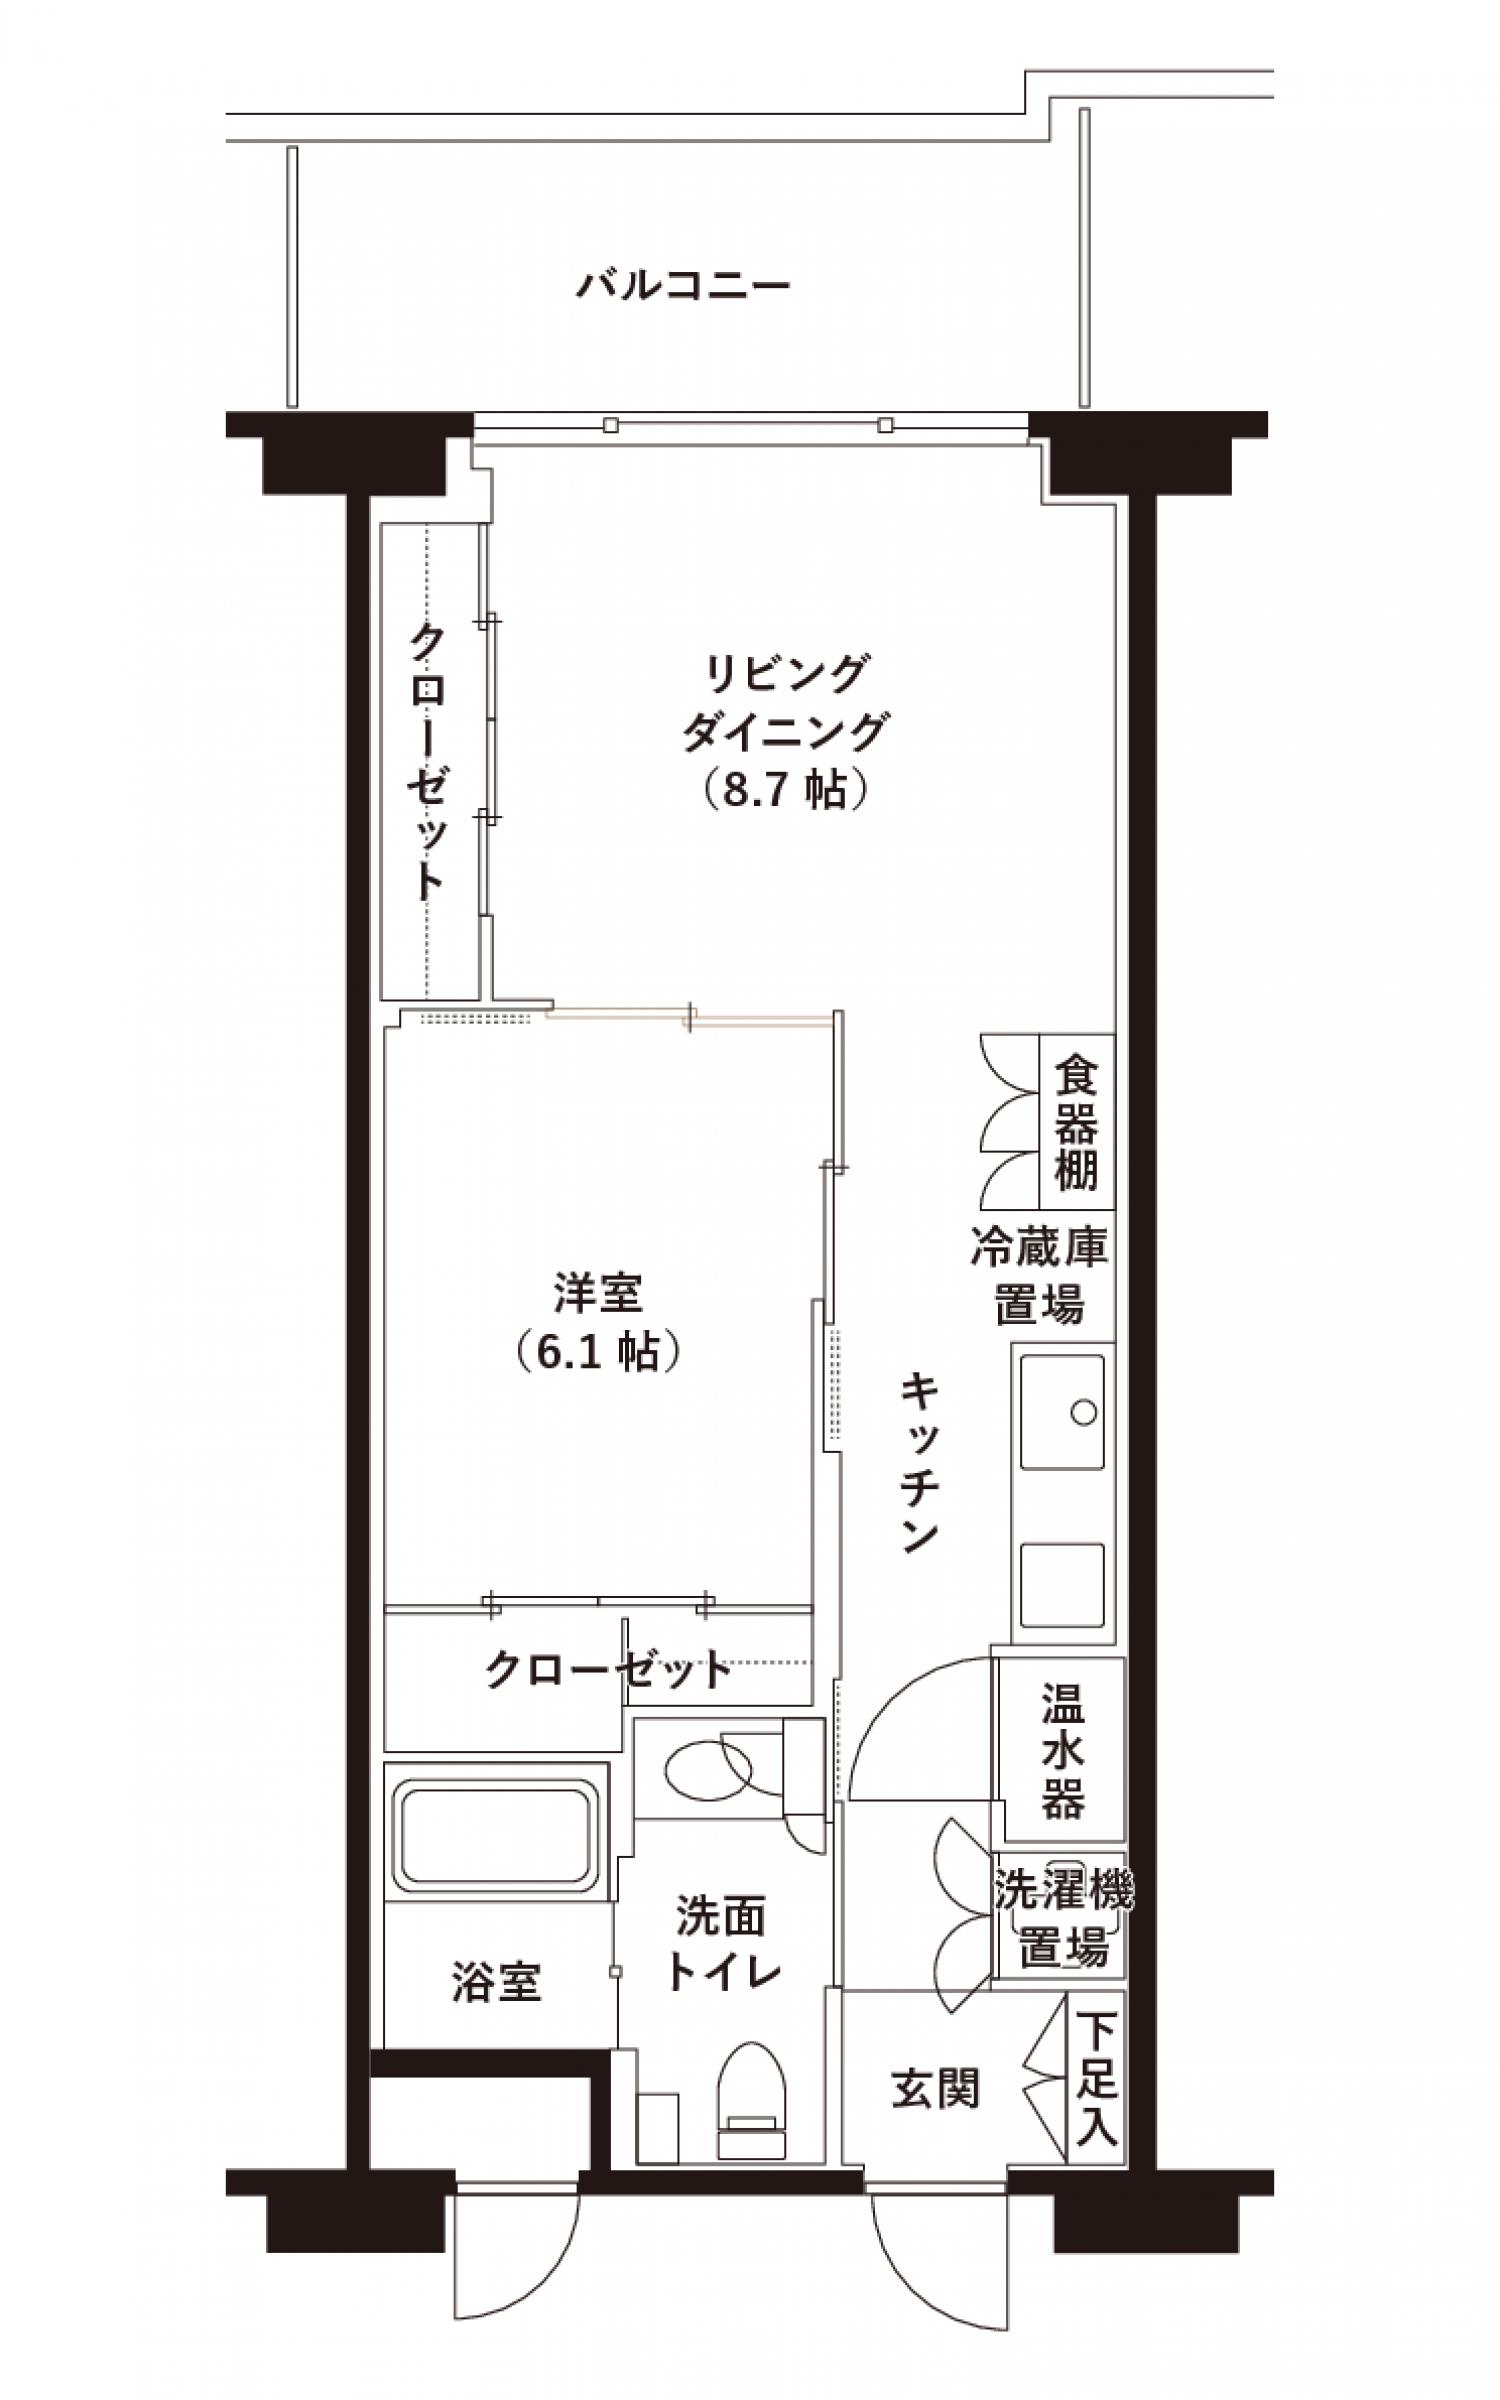 バルコニー
クローゼット
リビング
ダイニング
（8.7 帖）
食器棚
冷蔵庫
置場
洋室
（6.1 帖）
キッチン
クローゼット
温水器
洗濯機
置場
洗面
トイレ
浴室
玄関
下足入